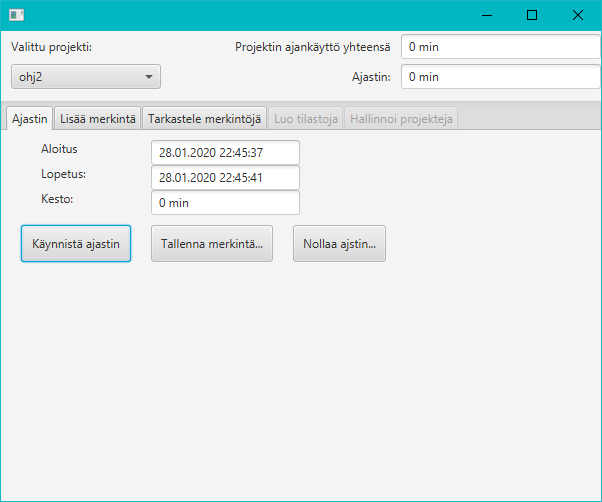 Valittu projekti: Projektin ajankäyttö yhteensä 0 min
ohj2 Ajastin: 0 min
Ajastin Lisää merkintä Tarkastele merkintöjä Luo tilastoja Hallinnoi projekteja
Aloitus 28.01.2020 22:45:37
Lopetus: 28.01.2020 22:45:41
Kesto: 0 min
Käynnistä ajastin Tallenna merkintä... Nollaa ajstin...